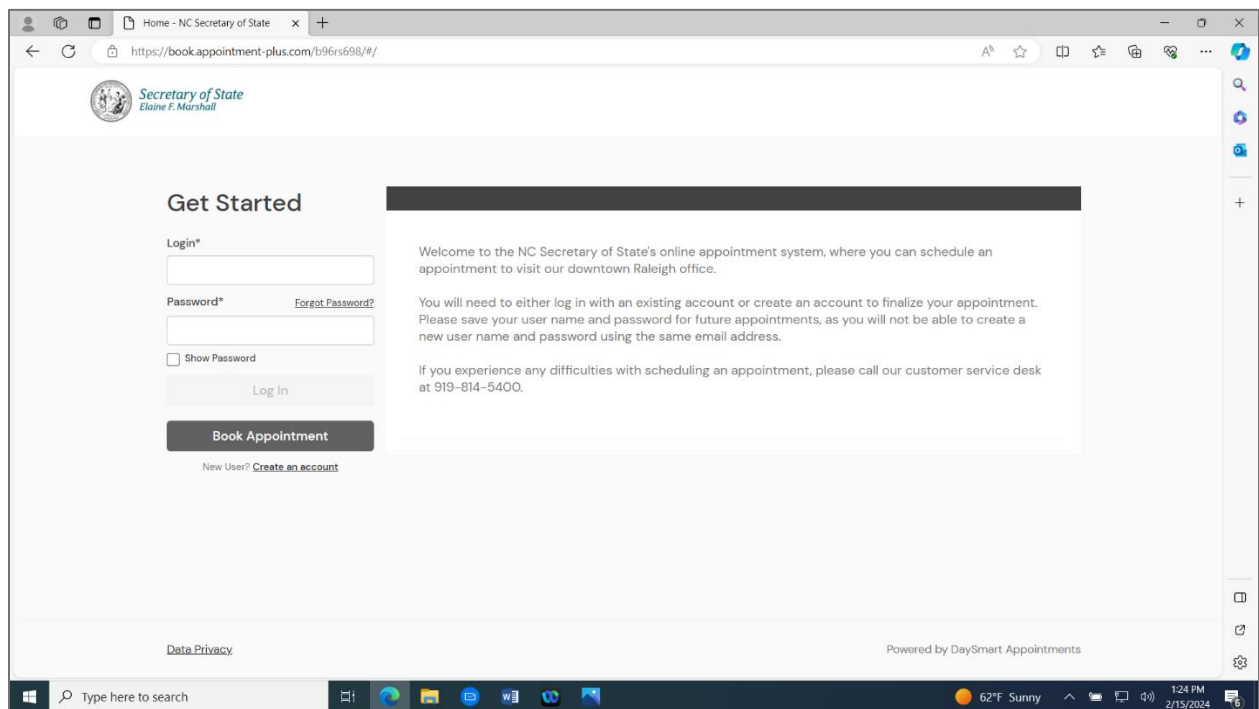 Home - NC Secretary of State
https://book.appointment-plus.com/b96rs698/#/
Secretary of State
Elaine F. Marshall
Get Started
Login*
Password* Forgot Password?
Show Password
Log In
Book Appointment
New User? Create an account
Welcome to the NC Secretary of State's online appointment system, where you can schedule an
appointment to visit our downtown Raleigh office.
You will need to either log in with an existing account or create an account to finalize your appointment.
Please save your user name and password for future appointments, as you will not be able to create a
new user name and password using the same email address.
If you experience any difficulties with scheduling an appointment, please call our customer service desk
at 919-814-5400.
Data Privacy
Powered by DaySmart Appointments
Type here to search
62°F Sunny
1:24 PM
2/15/2024
6